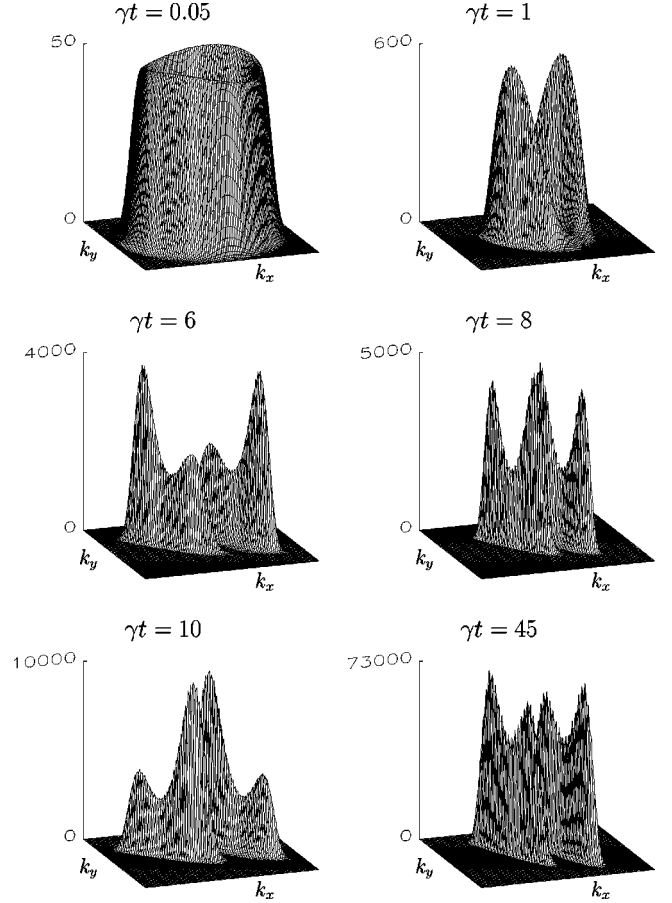 γt = 0.05
50
0
k_y
k_x
γt = 1
600
0
k_y
k_x
γt = 6
4000
0
k_y
k_x
γt = 8
5000
0
k_y
k_x
γt = 10
10000
0
k_y
k_x
γt = 45
73000
0
k_y
k_x